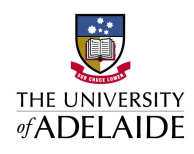 SUB CRUCE LUMEN
THE UNIVERSITY
of ADELAIDE